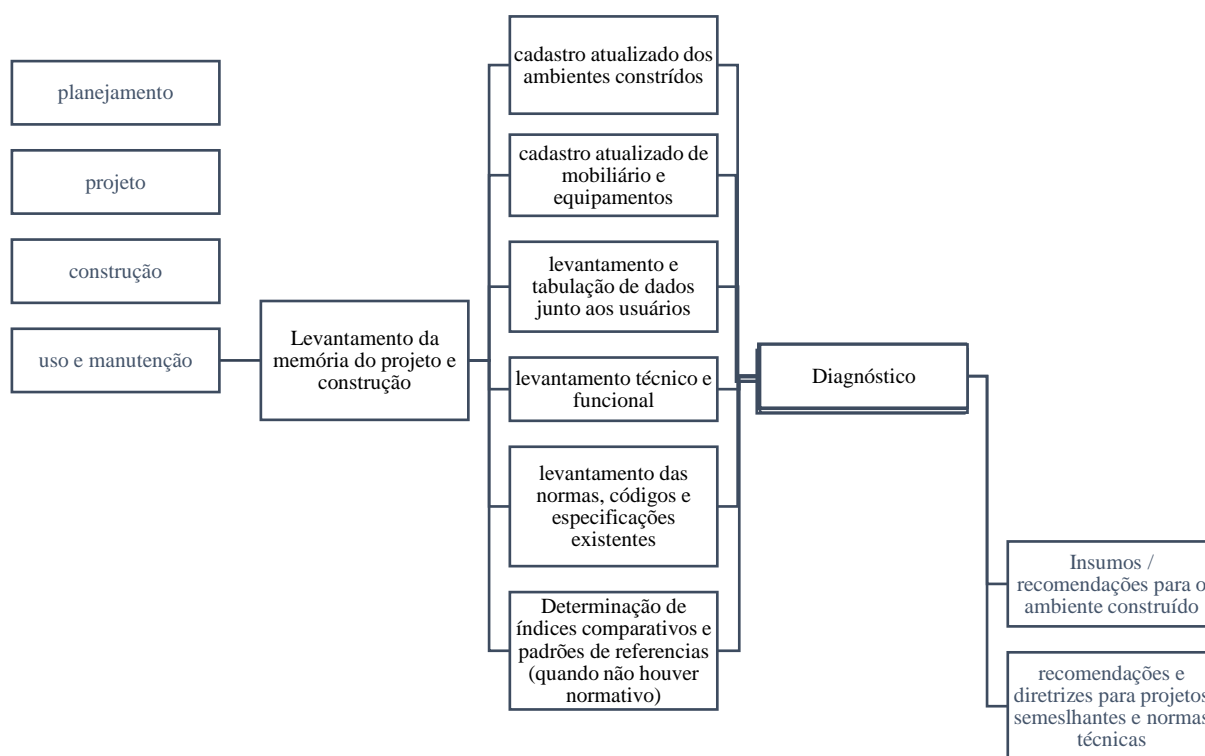 planejamento
projeto
construção
uso e manutenção
Levantamento da
memória do projeto e
construção
cadastro atualizado dos
ambientes constrídos
cadastro atualizado de
mobiliário e
equipamentos
levantamento e
tabulação de dados
junto aos usuários
levantamento técnico e
funcional
levantamento das
normas, códigos e
especificações
existentes
Determinação de
índices comparativos e
padrões de referencias
(quando não houver
normativo)
Diagnóstico
Insumos /
recomendações para o
ambiente construído
recomendações e
diretrizes para projetos
semeslhantes e normas
técnicas